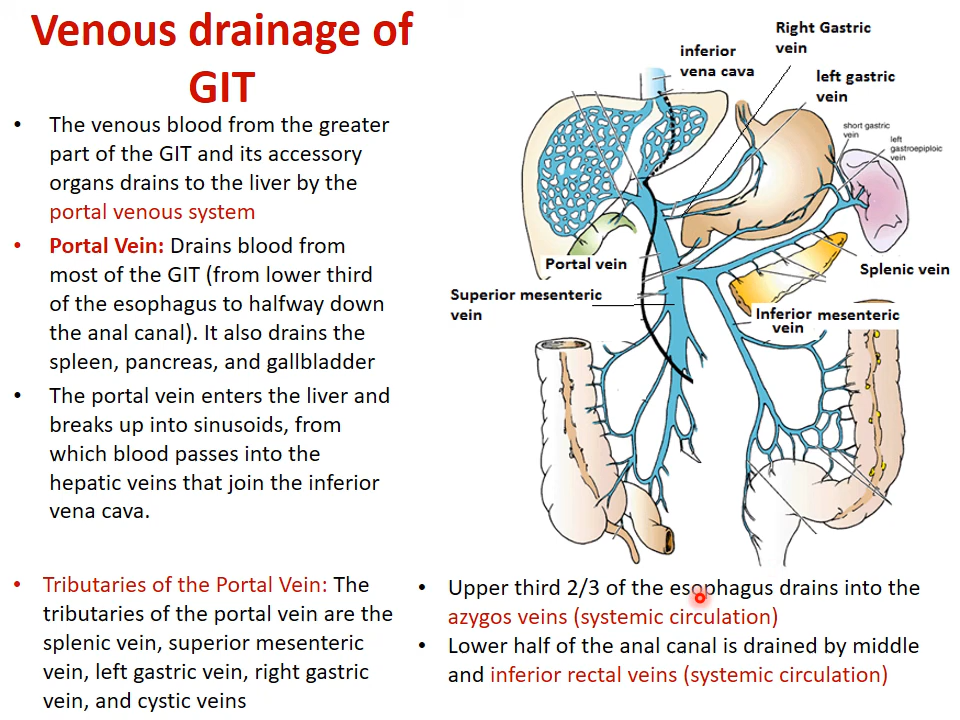 Venous drainage of
GIT
• The venous blood from the greater
part of the GIT and its accessory
organs drains to the liver by the
portal venous system
• Portal Vein: Drains blood from
most of the GIT (from lower third
of the esophagus to halfway down
the anal canal). It also drains the
spleen, pancreas, and gallbladder
• The portal vein enters the liver and
breaks up into sinusoids, from
which blood passes into the
hepatic veins that join the inferior
vena cava.
• Tributaries of the Portal Vein: The
tributaries of the portal vein are the
splenic vein, superior mesenteric
vein, left gastric vein, right gastric
vein, and cystic veins
inferior
vena cava
Right Gastric
vein
left gastric
vein
short gastric
vein
left
gastroepiploic
vein
Portal vein
Splenic vein
Superior mesenteric
vein
Inferior mesenteric
vein
• Upper third 2/3 of the esophagus drains into the
azygos veins (systemic circulation)
• Lower half of the anal canal is drained by middle
and inferior rectal veins (systemic circulation)